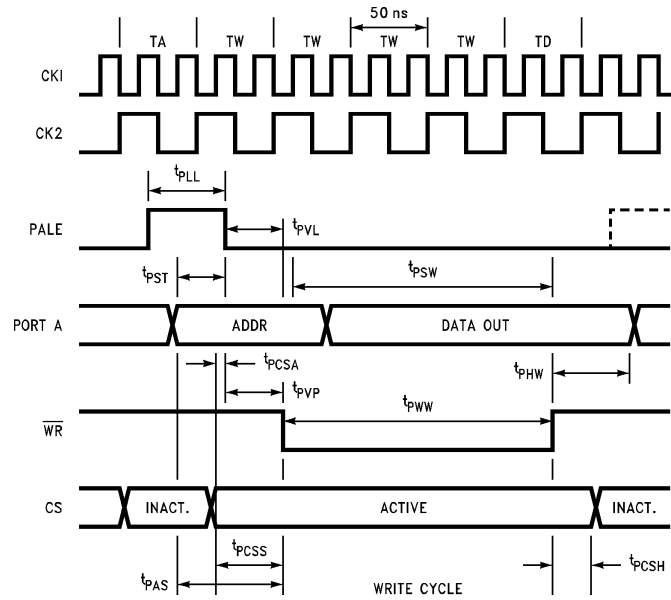 50 ns
TA TW TW TW TW TD
CK1
CK2
tPLL
PALE
tPVL
tPST
tPSW
PORT A
ADDR
DATA OUT
tPCSA
tPHW
tPVP
tPWW
WR
CS
INACT.
ACTIVE
INACT.
tPCSS
tPCSH
tPAS
WRITE CYCLE